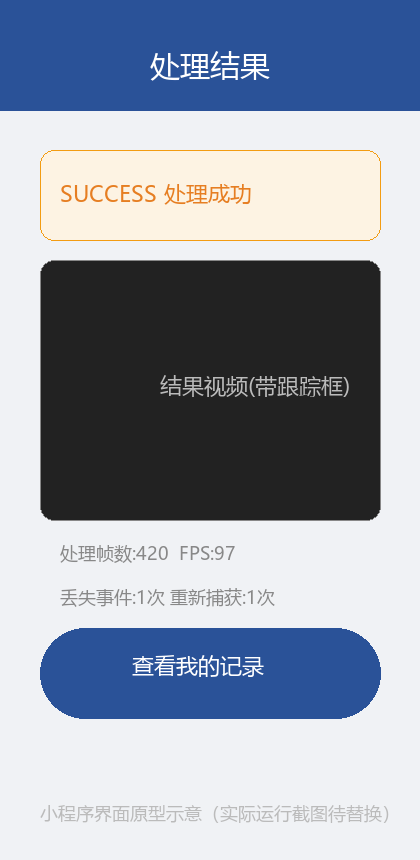 处理结果
SUCCESS 处理成功
结果视频(带跟踪框)
处理帧数:420  FPS:97
丢失事件:1次 重新捕获:1次
查看我的记录
小程序界面原型示意（实际运行截图待替换）